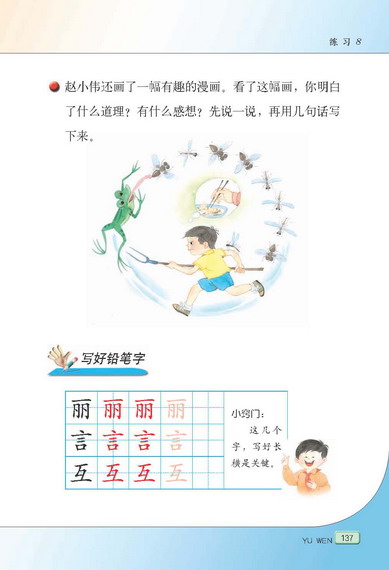 练习8
赵小伟还画了一幅有趣的漫画。看了这幅画，你明白
了什么道理？有什么感想？先说一说，再用几句话写
下来。
写好铅笔字
丽 丽 丽 丽
言 言 言 言
互 互 互 互
小窍门：
这几个
字，写好长
横是关键。
YU WEN 137